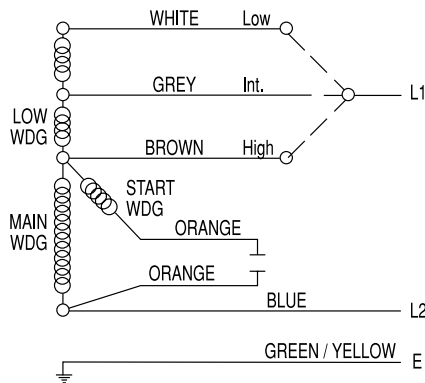 WHITE Low
GREY Int.
L1
LOW
WDG
BROWN High
START
WDG
MAIN
WDG
ORANGE
ORANGE
BLUE
L2
GREEN / YELLOW
E